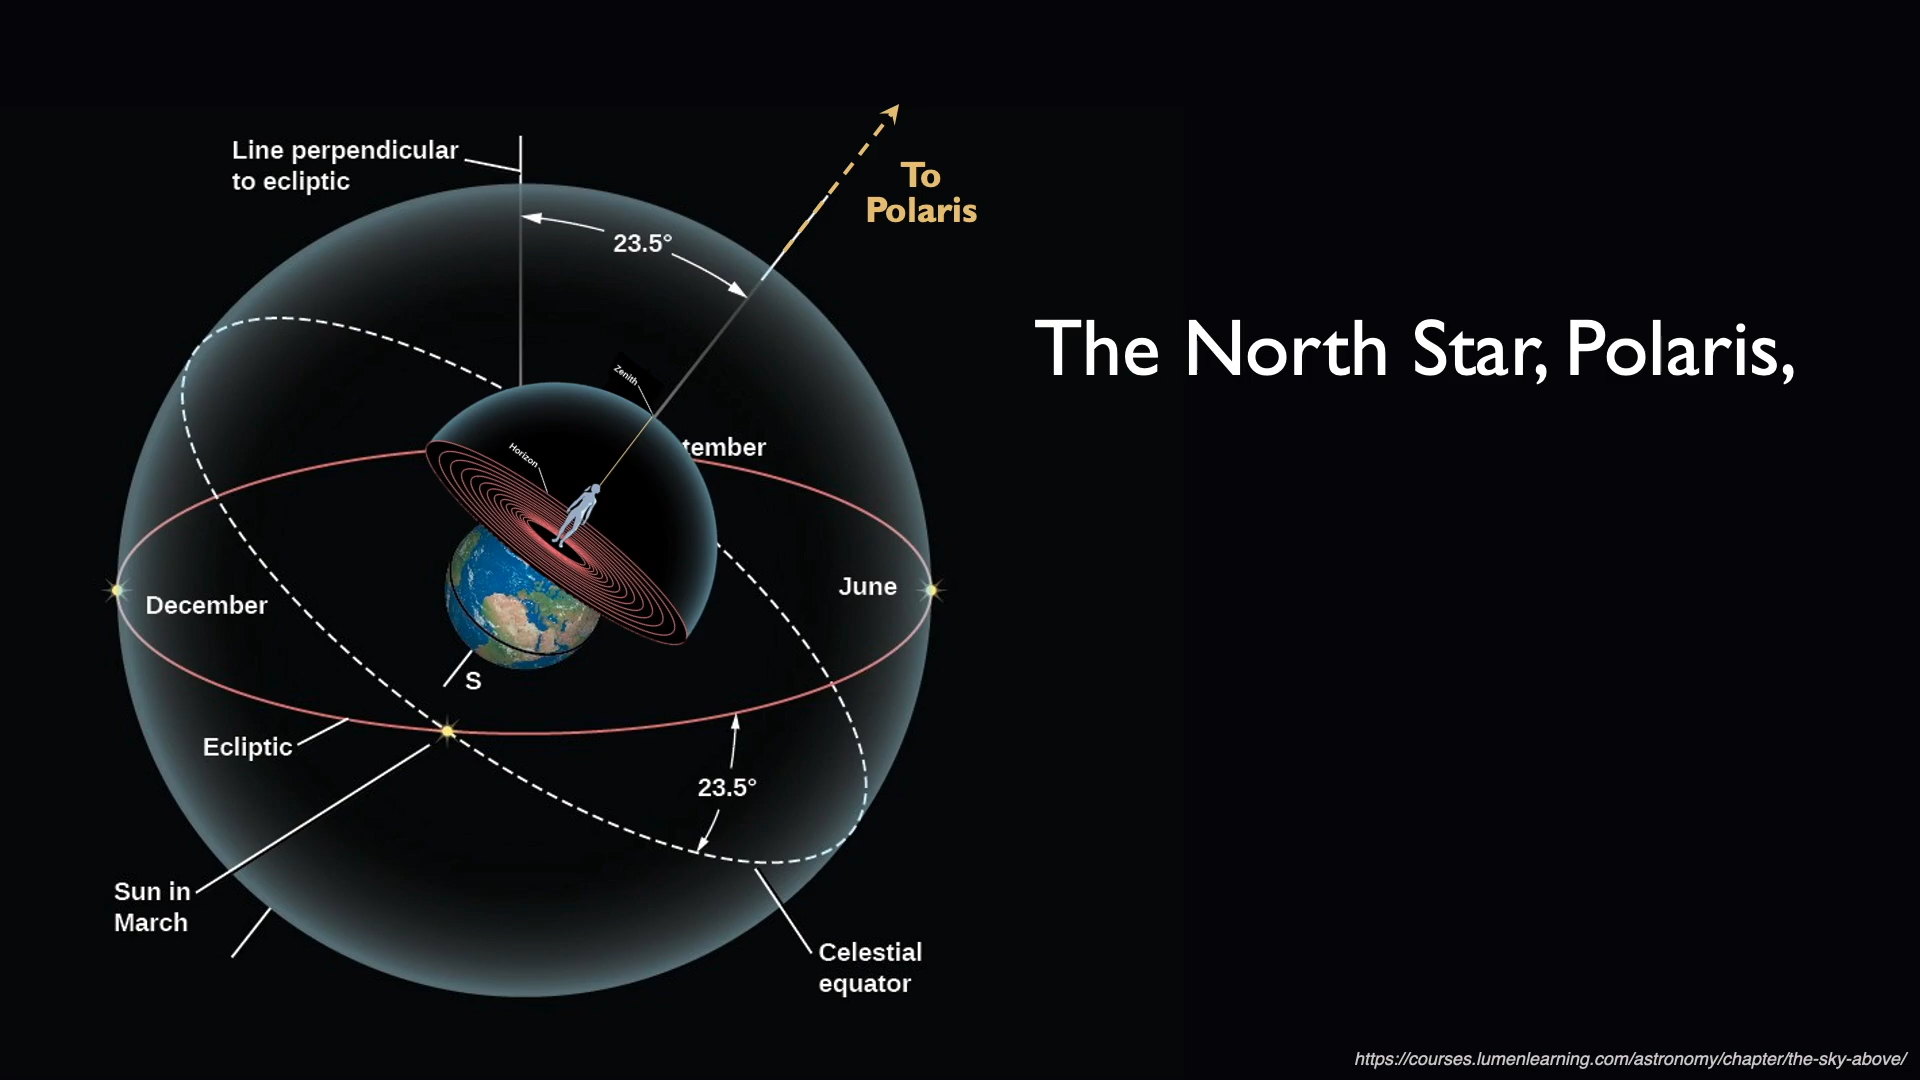 Line perpendicular
to ecliptic
To
Polaris
23.5°
The North Star, Polaris,
Zenith
tember
Horizon
June
December
S
Ecliptic
23.5°
Sun in
March
Celestial
equator
https://courses.lumenlearning.com/astronomy/chapter/the-sky-above/